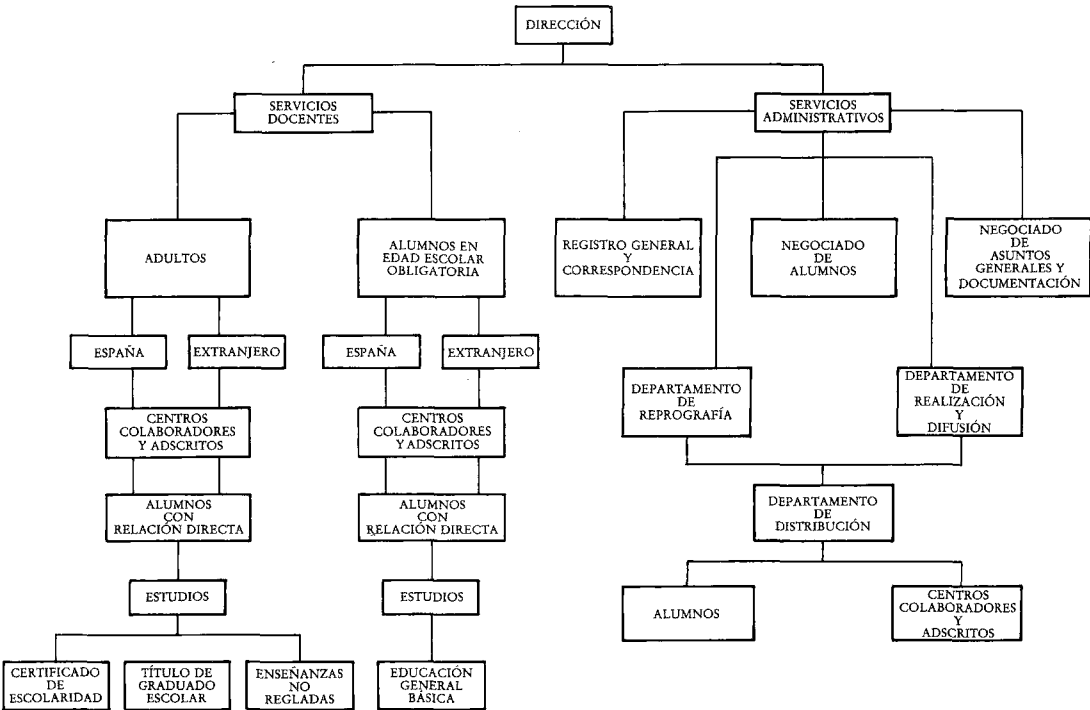 DIRECCIÓN
SERVICIOS
DOCENTES
SERVICIOS
ADMINISTRATIVOS
ADULTOS
ALUMNOS EN
EDAD ESCOLAR
OBLIGATORIA
REGISTRO GENERAL
Y
CORRESPONDENCIA
NEGOCIADO
DE
ALUMNOS
NEGOCIADO
DE
ASUNTOS
GENERALES Y
DOCUMENTACIÓN
ESPAÑA
EXTRANJERO
ESPAÑA
EXTRANJERO
DEPARTAMENTO
DE
REPROGRAFÍA
DEPARTAMENTO
DE
REALIZACIÓN
Y
DIFUSIÓN
CENTROS
COLABORADORES
Y ADSCRITOS
CENTROS
COLABORADORES
Y ADSCRITOS
ALUMNOS
CON
RELACIÓN DIRECTA
ALUMNOS
CON
RELACIÓN DIRECTA
DEPARTAMENTO
DE
DISTRIBUCIÓN
ESTUDIOS
ESTUDIOS
ALUMNOS
CENTROS
COLABORADORES
Y
ADSCRITOS
CERTIFICADO
DE
ESCOLARIDAD
TÍTULO DE
GRADUADO
ESCOLAR
ENSEÑANZAS
NO
REGLADAS
EDUCACIÓN
GENERAL
BÁSICA